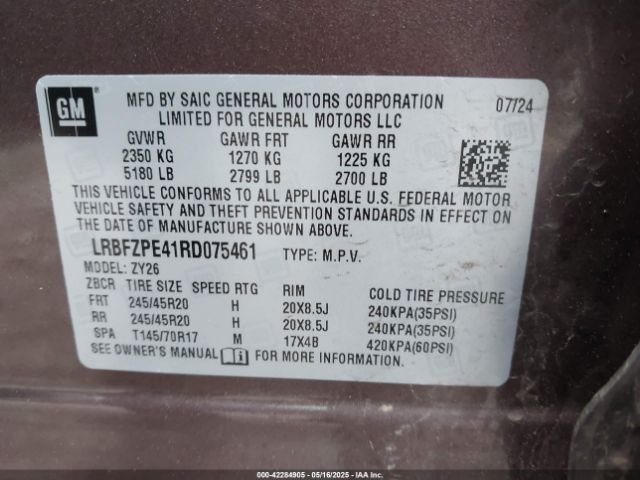 GM
MFD BY SAIC GENERAL MOTORS CORPORATION 07/24
LIMITED FOR GENERAL MOTORS LLC
GVWR GAWR FRT GAWR RR
2350 KG 1270 KG 1225 KG
5180 LB 2799 LB 2700 LB
THIS VEHICLE CONFORMS TO ALL APPLICABLE U.S. FEDERAL MOTOR
VEHICLE SAFETY AND THEFT PREVENTION STANDARDS IN EFFECT ON
THE DATE OF MANUFACTURE SHOWN ABOVE.
LRBFZPE41RD075461 TYPE: M.P.V.
MODEL: ZY26
ZBCR TIRE SIZE SPEED RTG RIM COLD TIRE PRESSURE
FRT 245/45R20 H 20X8.5J 240KPA(35PSI)
RR 245/45R20 H 20X8.5J 240KPA(35PSI)
SPA T145/70R17 M 17X4B 420KPA(60PSI)
SEE OWNER'S MANUAL FOR MORE INFORMATION.
000-42284905 - 05/16/2025 - IAAI.COM